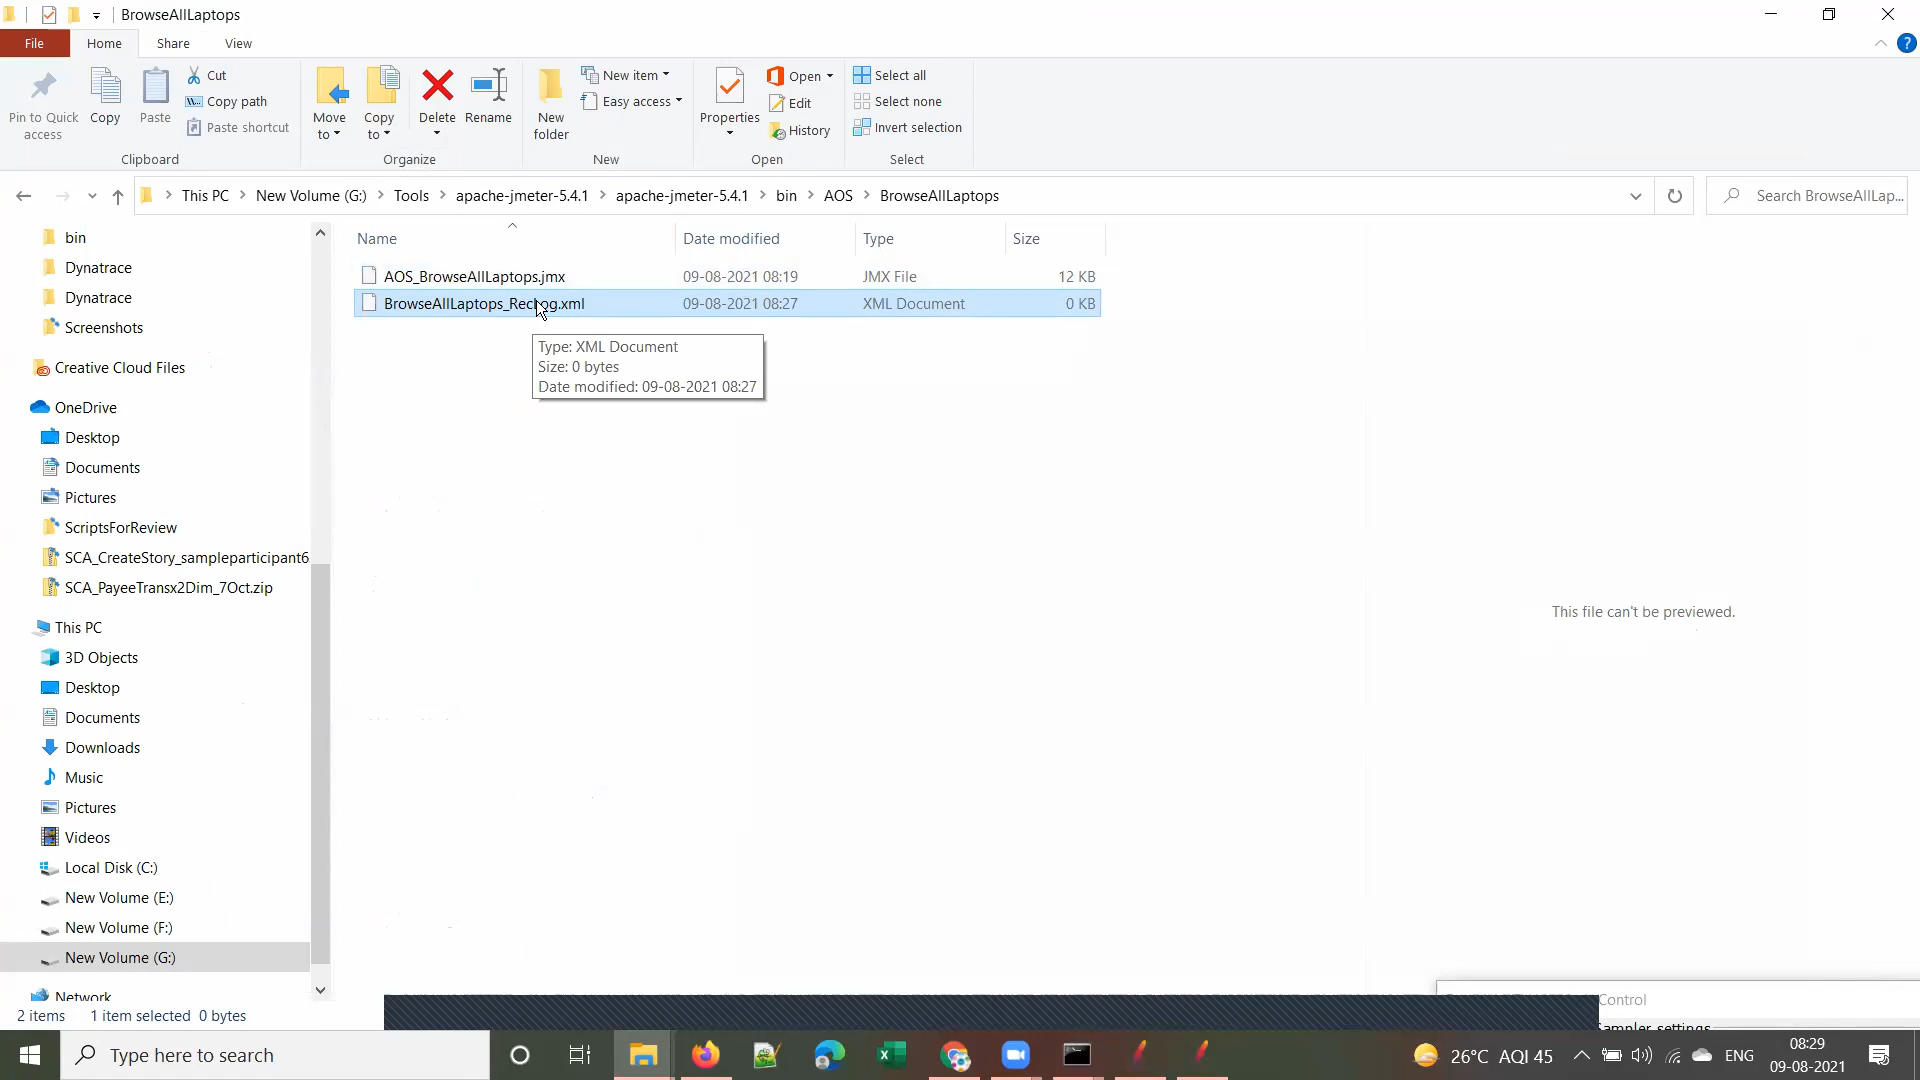 BrowseAllLaptops
File
Home
Share
View
Pin to Quick
access
Copy
Paste
Cut
Copy path
Paste shortcut
Move
to
Copy
to
Delete
Rename
New
folder
New item
Easy access
Properties
Open
Edit
History
Select all
Select none
Invert selection
Clipboard
Organize
New
Open
Select
This PC
New Volume (G:)
Tools
apache-jmeter-5.4.1
apache-jmeter-5.4.1
bin
AOS
BrowseAllLaptops
Search BrowseAllLap...
bin
Dynatrace
Dynatrace
Screenshots
Creative Cloud Files
OneDrive
Desktop
Documents
Pictures
ScriptsForReview
SCA_CreateStory_sampleparticipant6
SCA_PayeeTransx2Dim_7Oct.zip
This PC
3D Objects
Desktop
Documents
Downloads
Music
Pictures
Videos
Local Disk (C:)
New Volume (E:)
New Volume (F:)
New Volume (G:)
Network
Name Date modified Type Size
AOS_BrowseAllLaptops.jmx 09-08-2021 08:19 JMX File 12 KB
BrowseAllLaptops_RecLog.xml 09-08-2021 08:27 XML Document 0 KB
Type: XML Document
Size: 0 bytes
Date modified: 09-08-2021 08:27
This file can't be previewed.
Control
Sampler settings
2 items 1 item selected 0 bytes
Type here to search
26°C AQI 45
ENG
08:29
09-08-2021